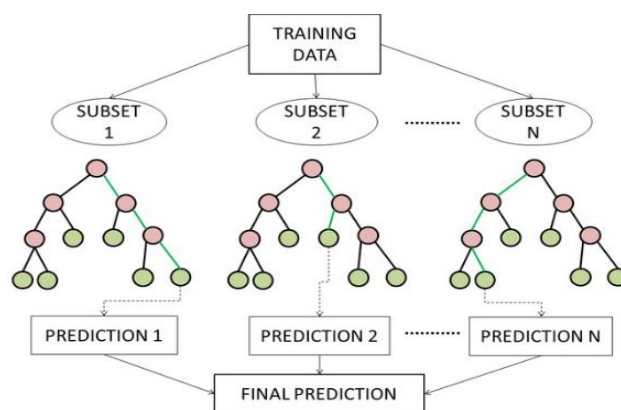 TRAINING
DATA
SUBSET
1
SUBSET
2
SUBSET
N
PREDICTION 1
PREDICTION 2
PREDICTION N
FINAL PREDICTION